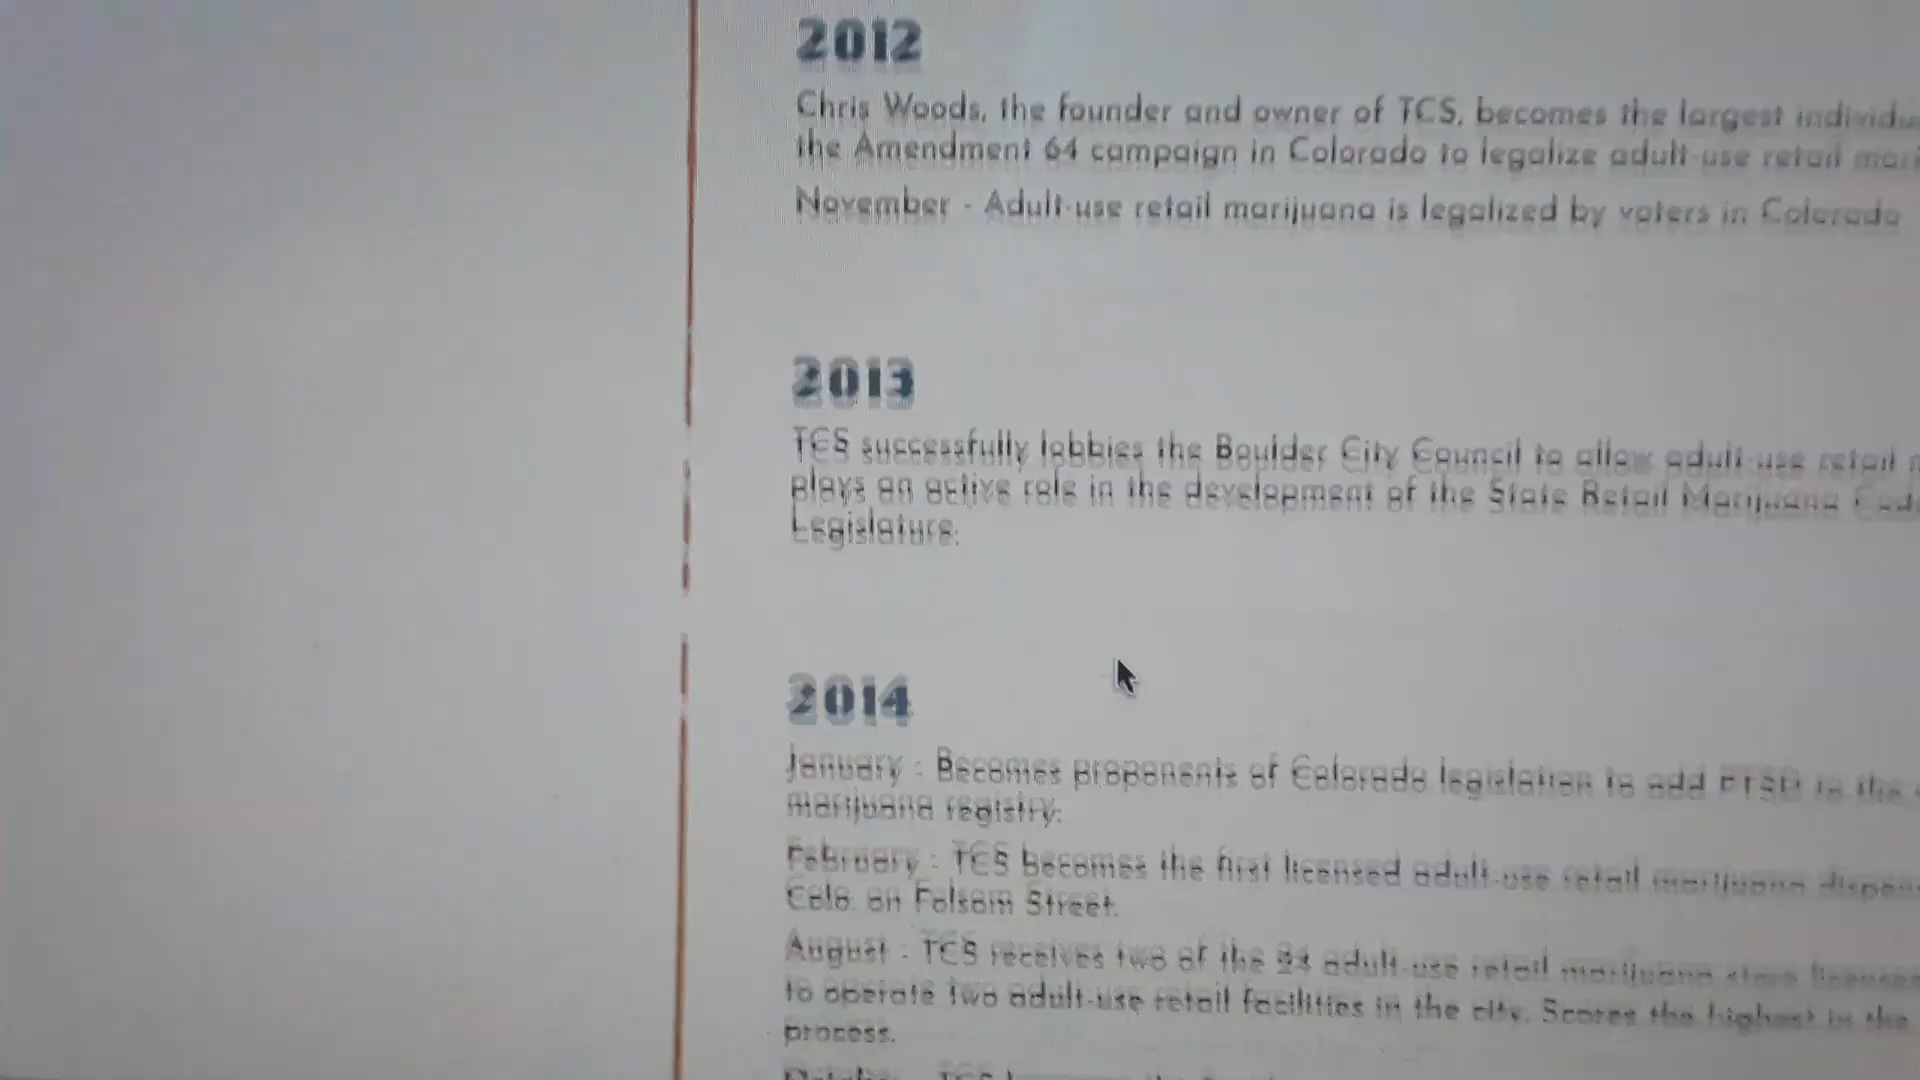 2012
Chris Woods, the founder and owner of TCS, becomes the largest
the Amendment 64 campaign in Colorado to legalize adult-use retail
November - Adult-use retail marijuana is legalized by voters in Colorado
2013
TCS successfully lobbies the Boulder City Council to allow adult-use retail
plays an active role in the development of the State Retail Marijuana
Legislature.
2014
January - Becomes proponents of Colorado legislation to add PTSD to the
marijuana registry.
February - TCS becomes the first licensed adult-use retail marijuana
Colo. on Folsom Street.
August - TCS receives two of the 24 adult-use retail marijuana store
to operate two adult-use retail facilities in the city. Scores the highest in the
process.